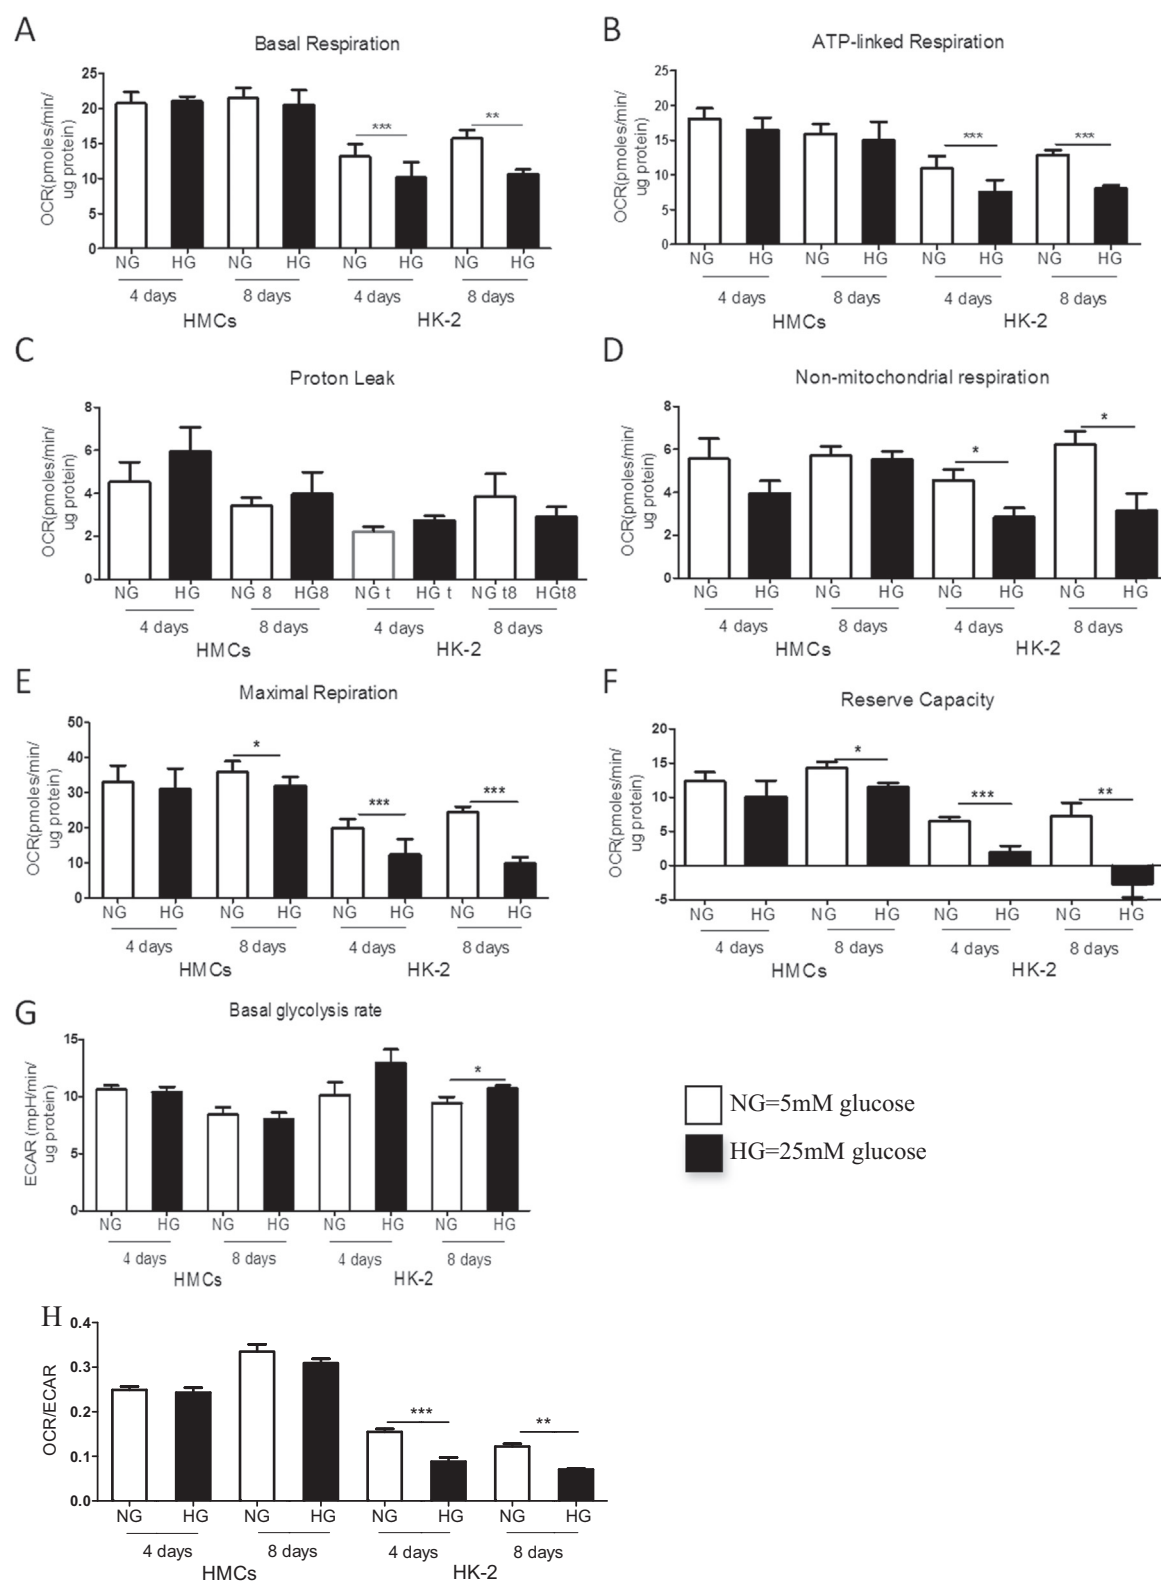 A
Basal Respiration
OCR(pmoles/min/
ug protein)
25
20
15
10
5
0
***
**
NG HG NG HG NG HG NG HG
4 days 8 days 4 days 8 days
HMCs HK-2
B
ATP-linked Respiration
OCR(pmoles/min/
ug protein)
25
20
15
10
5
0
***
***
NG HG NG HG NG HG NG HG
4 days 8 days 4 days 8 days
HMCs HK-2
C
Proton Leak
OCR(pmoles/min/
ug protein)
8
6
4
2
0
NG HG NG 8 HG8 NG t HG t NG t8 HGt8
4 days 8 days 4 days 8 days
HMCs HK-2
D
Non-mitochondrial respiration
OCR(pmoles/min/
ug protein)
8
6
4
2
0
*
*
NG HG NG HG NG HG NG HG
4 days 8 days 4 days 8 days
HMCs HK-2
E
Maximal Repiration
OCR(pmoles/min/
ug protein)
50
40
30
20
10
0
*
***
***
NG HG NG HG NG HG NG HG
4 days 8 days 4 days 8 days
HMCs HK-2
F
Reserve Capacity
OCR(pmoles/min/
ug protein)
20
15
10
5
0
-5
*
***
**
NG HG NG HG NG HG NG HG
4 days 8 days 4 days 8 days
HMCs HK-2
G
Basal glycolysis rate
ECAR (mpH/min/
ug protein)
15
10
5
0
*
NG HG NG HG NG HG NG HG
4 days 8 days 4 days 8 days
HMCs HK-2
NG=5mM glucose
HG=25mM glucose
H
OCR/ECAR
0.4
0.3
0.2
0.1
0.0
***
**
NG HG NG HG NG HG NG HG
4 days 8 days 4 days 8 days
HMCs HK-2